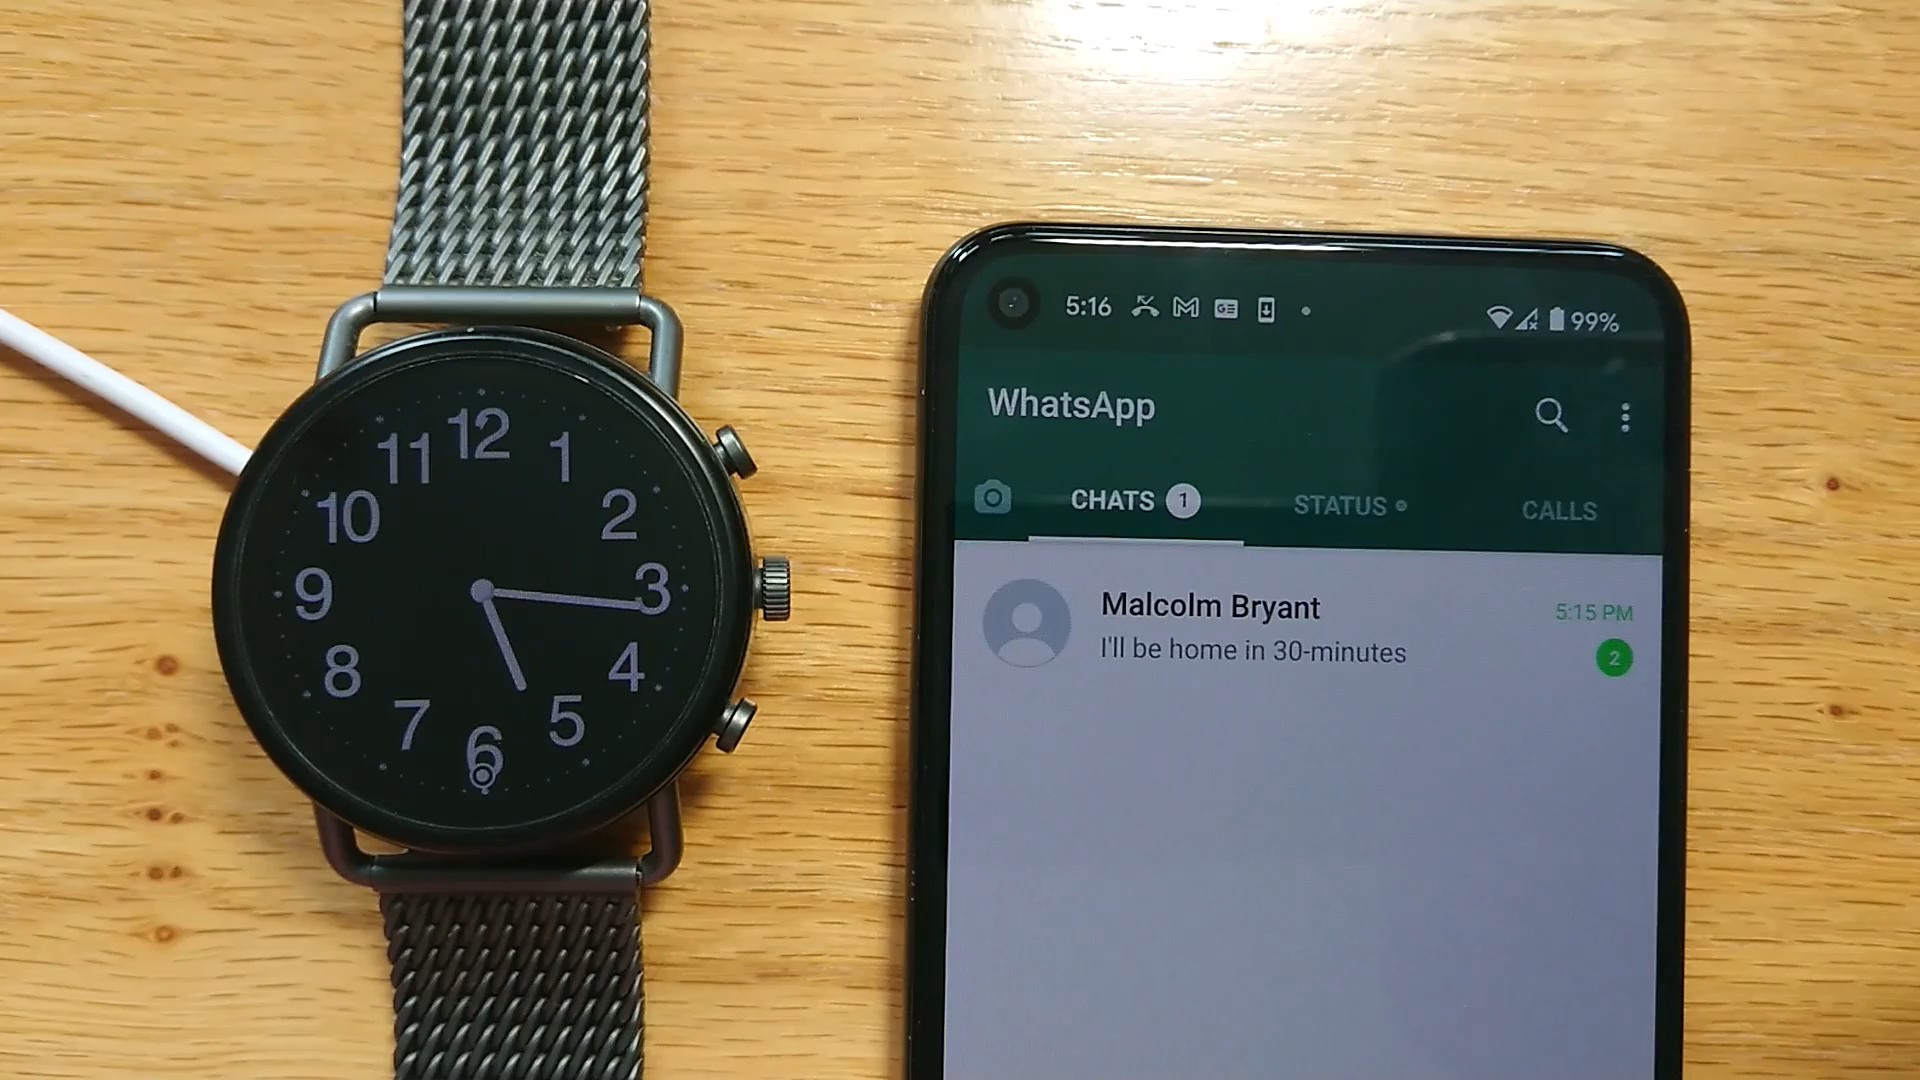 12
11 1
10 2
9 3
8 4
7 5
6
5:16 99%
WhatsApp
CHATS 1 STATUS CALLS
Malcolm Bryant 5:15 PM
I'll be home in 30-minutes 2